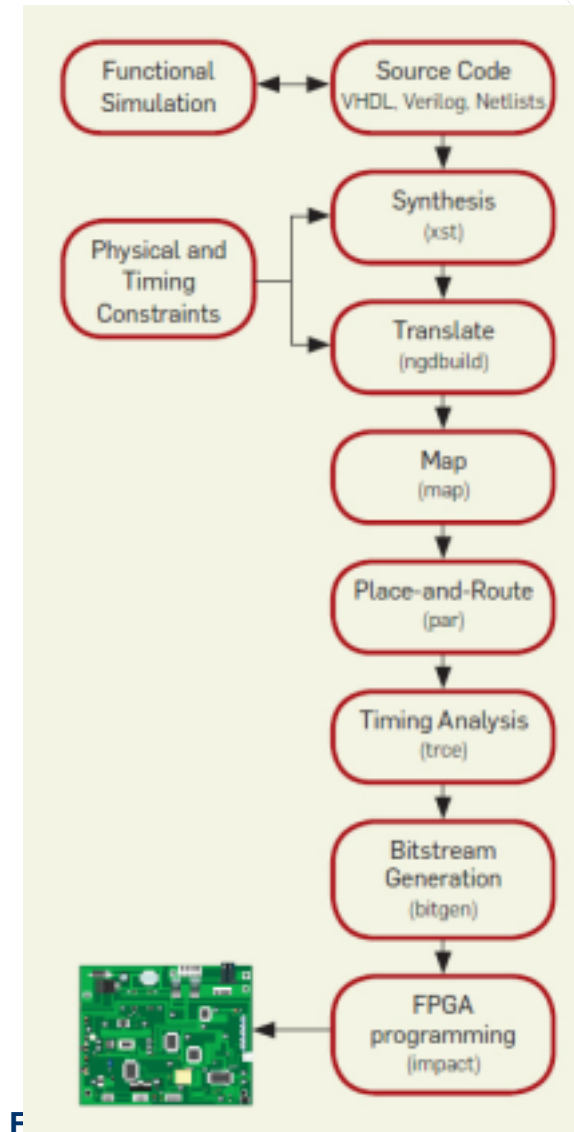 Functional
Simulation
Source Code
VHDL, Verilog, Netlists
Synthesis
(xst)
Physical and
Timing
Constraints
Translate
(ngdbuild)
Map
(map)
Place-and-Route
(par)
Timing Analysis
(trce)
Bitstream
Generation
(bitgen)
FPGA
programming
(impact)
F